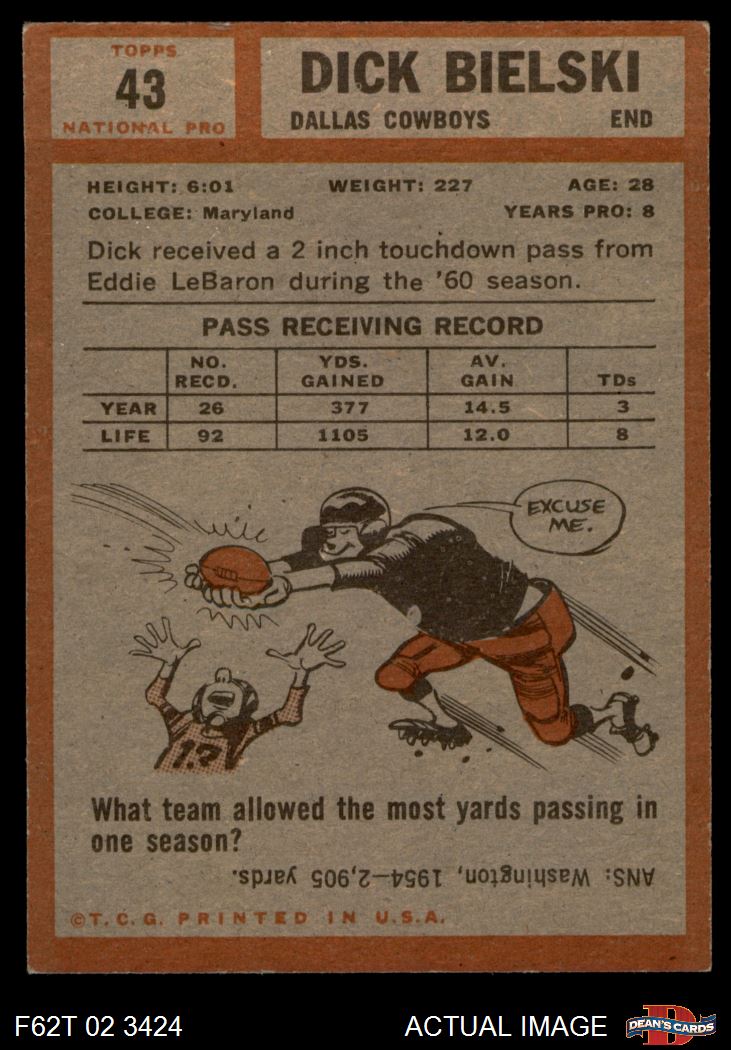 TOPPS
43
NATIONAL PRO
DICK BIELSKI
DALLAS COWBOYS END
HEIGHT: 6:01 WEIGHT: 227 AGE: 28
COLLEGE: Maryland YEARS PRO: 8
Dick received a 2 inch touchdown pass from
Eddie LeBaron during the '60 season.
PASS RECEIVING RECORD
NO. RECD. YDS. GAINED AV. GAIN TDs
YEAR 26 377 14.5 3
LIFE 92 1105 12.0 8
EXCUSE
ME.
1?
What team allowed the most yards passing in
one season?
ANS: Washington, 1954—2,905 yards.
©T.C.G. PRINTED IN U.S.A.
F62T 02 3424 ACTUAL IMAGE
D
DEAN'S CARDS